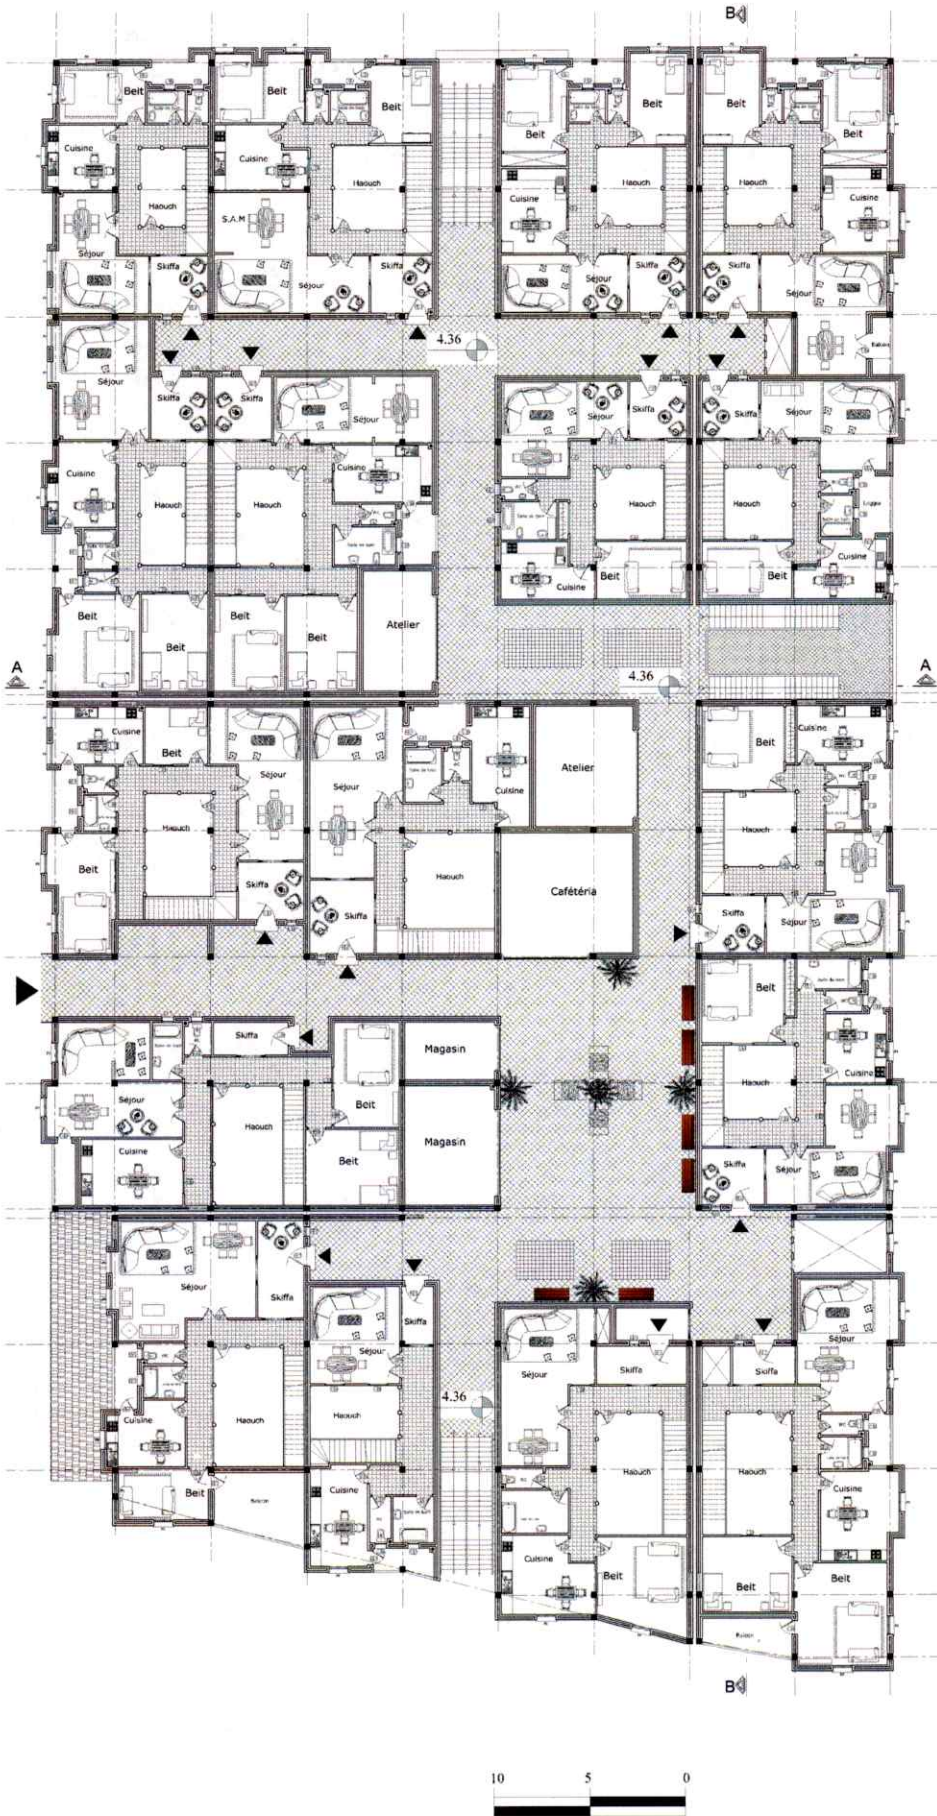 B
Beit Beit Beit Beit Beit Beit Beit
Cuisine Cuisine Haouch Haouch Haouch
Haouch Cuisine Cuisine
S.A.M
Séjour Skiffa Séjour Skiffa Séjour Skiffa Skiffa Séjour
4.36
Séjour Skiffa Skiffa Séjour Séjour Skiffa Skiffa Séjour
Cuisine Cuisine
Haouch Haouch Haouch Haouch
Cuisine Beit Beit Cuisine
Beit Beit Beit Beit Atelier
A A
4.36
Cuisine Beit Beit Cuisine
Séjour Séjour Cuisine Atelier
Haouch Haouch
Beit Haouch Cafétéria
Skiffa Skiffa Skiffa Séjour
Beit
Skiffa Magasin
Séjour Haouch Beit Haouch Cuisine
Cuisine Beit Magasin
Skiffa Séjour
Séjour Skiffa Skiffa Séjour
Séjour Séjour Skiffa Skiffa
4.36
Cuisine Haouch Haouch Haouch Haouch
Beit Cuisine Cuisine
Cuisine Beit Beit Beit
B
10 5 0